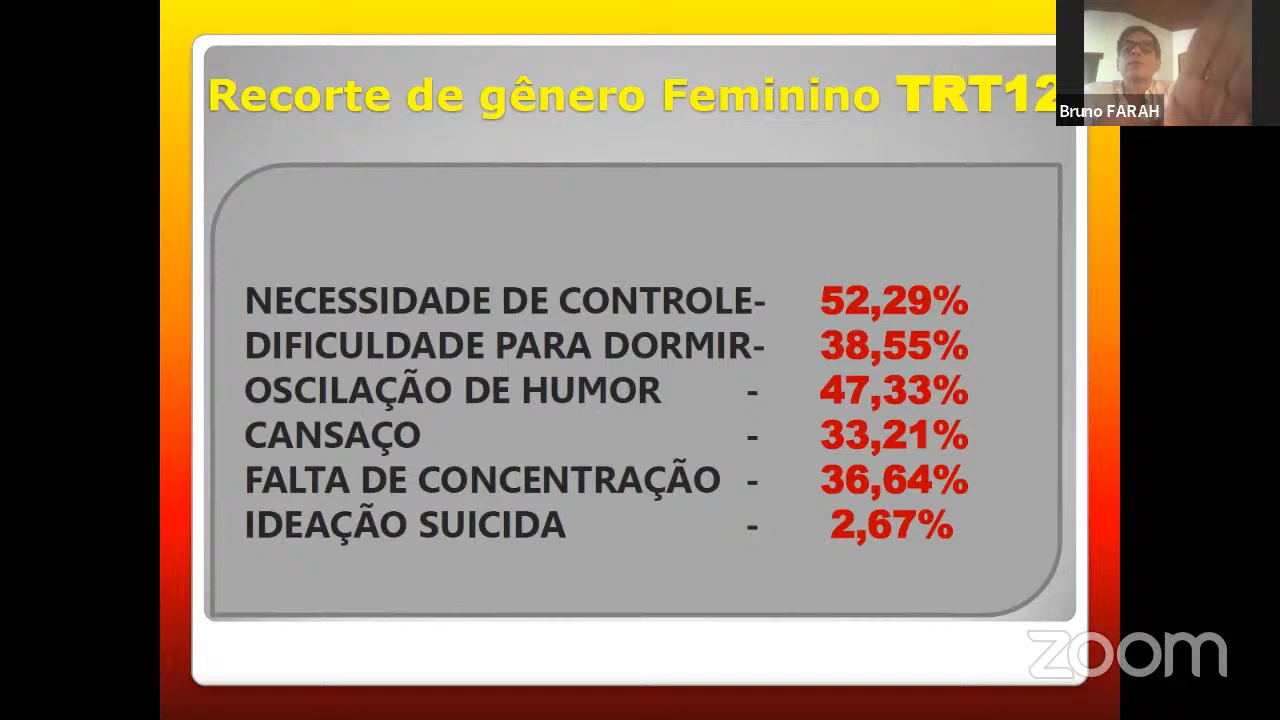 Recorte de gênero Feminino TRT12
Bruno FARAH
NECESSIDADE DE CONTROLE- 52,29%
DIFICULDADE PARA DORMIR- 38,55%
OSCILAÇÃO DE HUMOR - 47,33%
CANSAÇO - 33,21%
FALTA DE CONCENTRAÇÃO - 36,64%
IDEAÇÃO SUICIDA - 2,67%
zoom